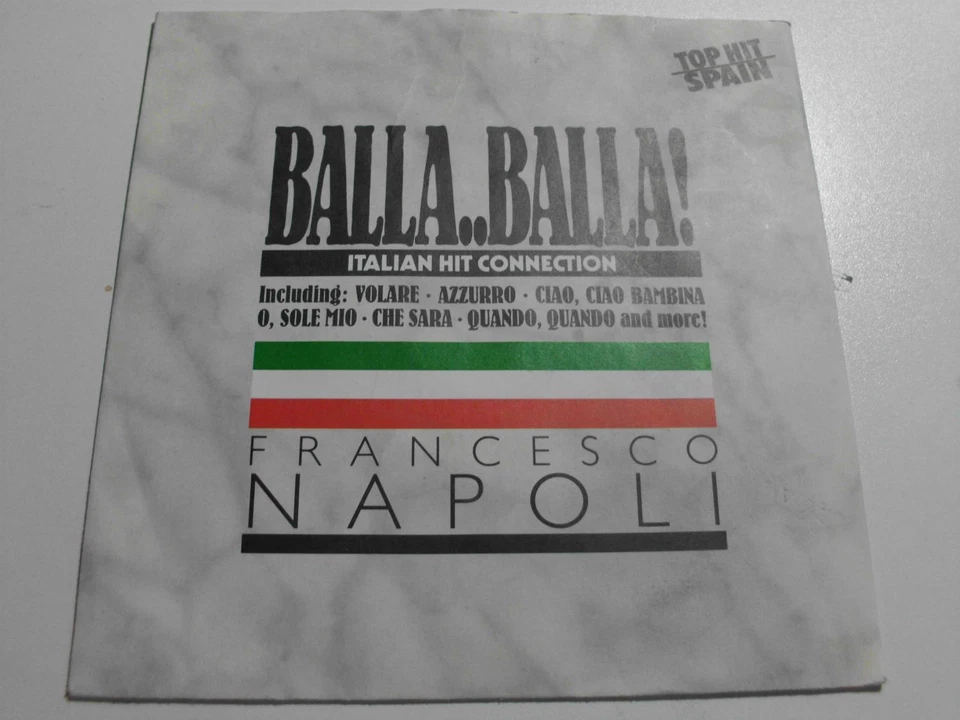 TOP HIT
SPAIN
BALLA..BALLA!
ITALIAN HIT CONNECTION
Including: VOLARE · AZZURRO · CIAO, CIAO BAMBINA
O, SOLE MIO · CHE SARA · QUANDO, QUANDO and more!
FRANCESCO
NAPOLI